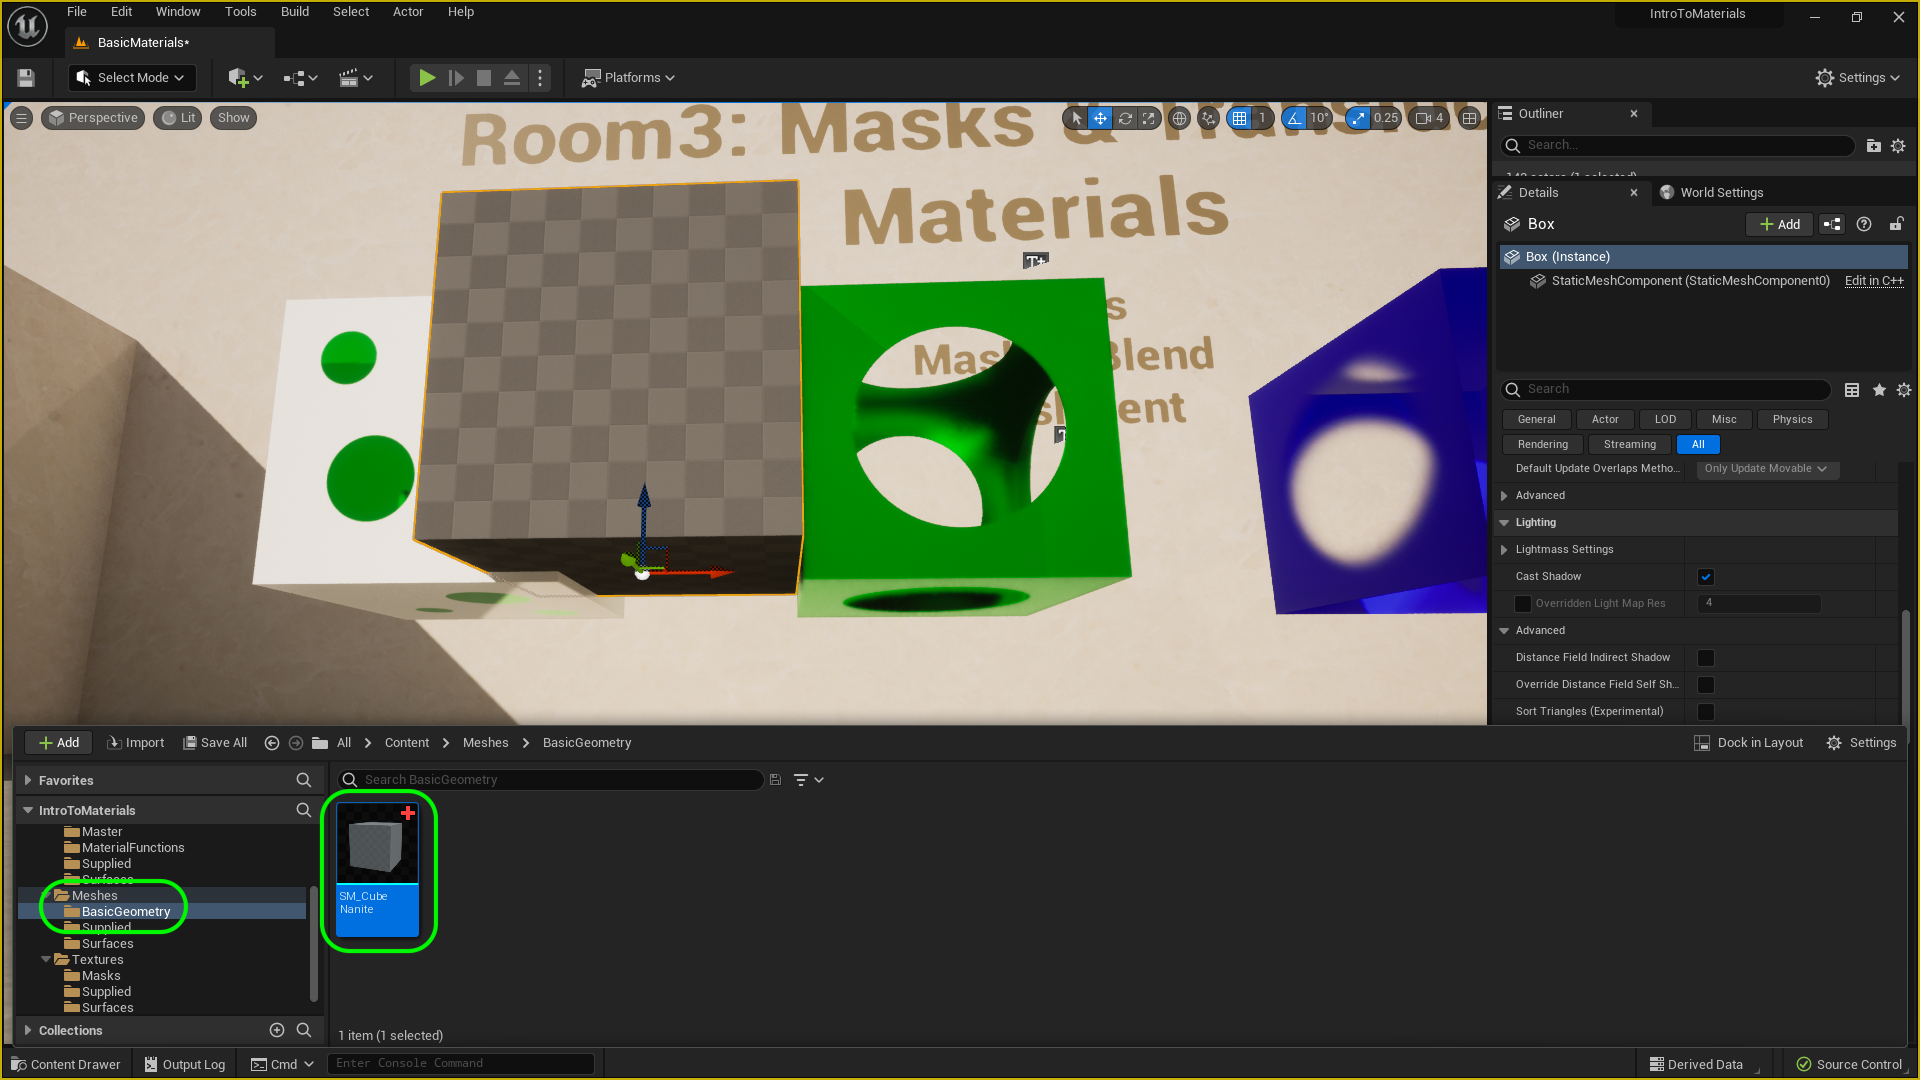 File Edit Window Tools Build Select Actor Help
IntroToMaterials
BasicMaterials*
Select Mode
Platforms
Settings
Perspective
Lit
Show
1
10°
0.25
4
Room3: Masks &
Materials
Blend
Outliner
Search...
Details
World Settings
Box
Add
Box (Instance)
StaticMeshComponent (StaticMeshComponent0) Edit in C++
Search
General Actor LOD Misc Physics
Rendering Streaming All
Default Update Overlaps Metho... Only Update Movable
Advanced
Lighting
Lightmass Settings
Cast Shadow
Overridden Light Map Res 4
Advanced
Distance Field Indirect Shadow
Override Distance Field Self Sh...
Sort Triangles (Experimental)
Add Import Save All All Content Meshes BasicGeometry
Dock in Layout Settings
Favorites
Search BasicGeometry
IntroToMaterials
Master
MaterialFunctions
Supplied
Surfaces
Meshes
BasicGeometry
Supplied
Surfaces
Textures
Masks
Supplied
Surfaces
Collections
SM_Cube
Nanite
1 item (1 selected)
Content Drawer Output Log Cmd Enter Console Command
Derived Data Source Control